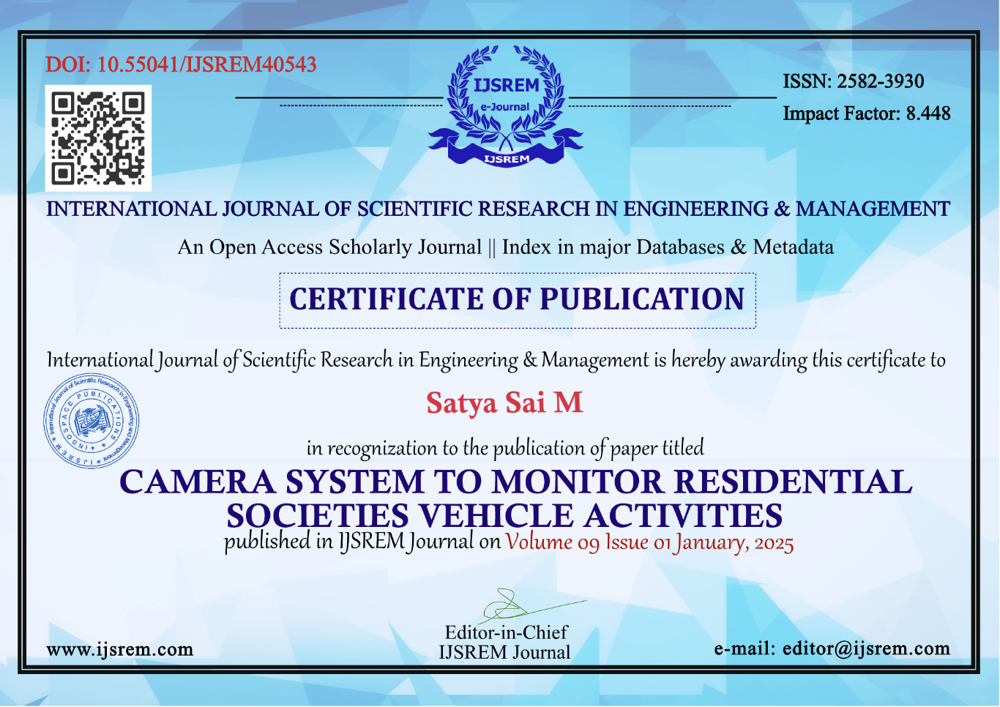 DOI: 10.55041/IJSREM40543
IJSREM
e-Journal
IJSREM
ISSN: 2582-3930
Impact Factor: 8.448
INTERNATIONAL JOURNAL OF SCIENTIFIC RESEARCH IN ENGINEERING & MANAGEMENT
An Open Access Scholarly Journal || Index in major Databases & Metadata
CERTIFICATE OF PUBLICATION
International Journal of Scientific Research in Engineering & Management is hereby awarding this certificate to
International Journal of Scientific Research in Engineering and Management
* IJSREM *
INDOSPACE PUBLICATIONS
Satya Sai M
in recognization to the publication of paper titled
CAMERA SYSTEM TO MONITOR RESIDENTIAL
SOCIETIES VEHICLE ACTIVITIES
published in IJSREM Journal on Volume 09 Issue 01 January, 2025
Editor-in-Chief
IJSREM Journal
www.ijsrem.com
e-mail: editor@ijsrem.com